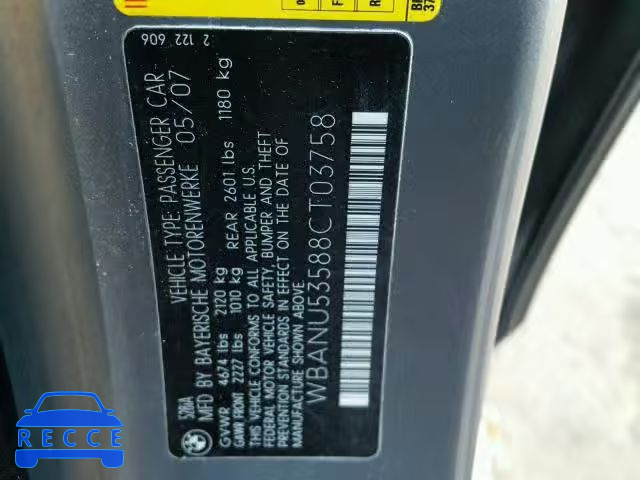 2 122 606
VEHICLE TYPE: PASSENGER CAR
MFD BY BAYERISCHE MOTORENWERKE 05/07
GVWR 4674 lbs 2120 kg
GAWR FRONT 2227 lbs 1010 kg REAR 2601 lbs 1180 kg
THIS VEHICLE CONFORMS TO ALL APPLICABLE U.S.
FEDERAL MOTOR VEHICLE SAFETY, BUMPER AND THEFT
PREVENTION STANDARDS IN EFFECT ON THE DATE OF
MANUFACTURE SHOWN ABOVE.
WBANU53588CT03758
528iA
RECCE